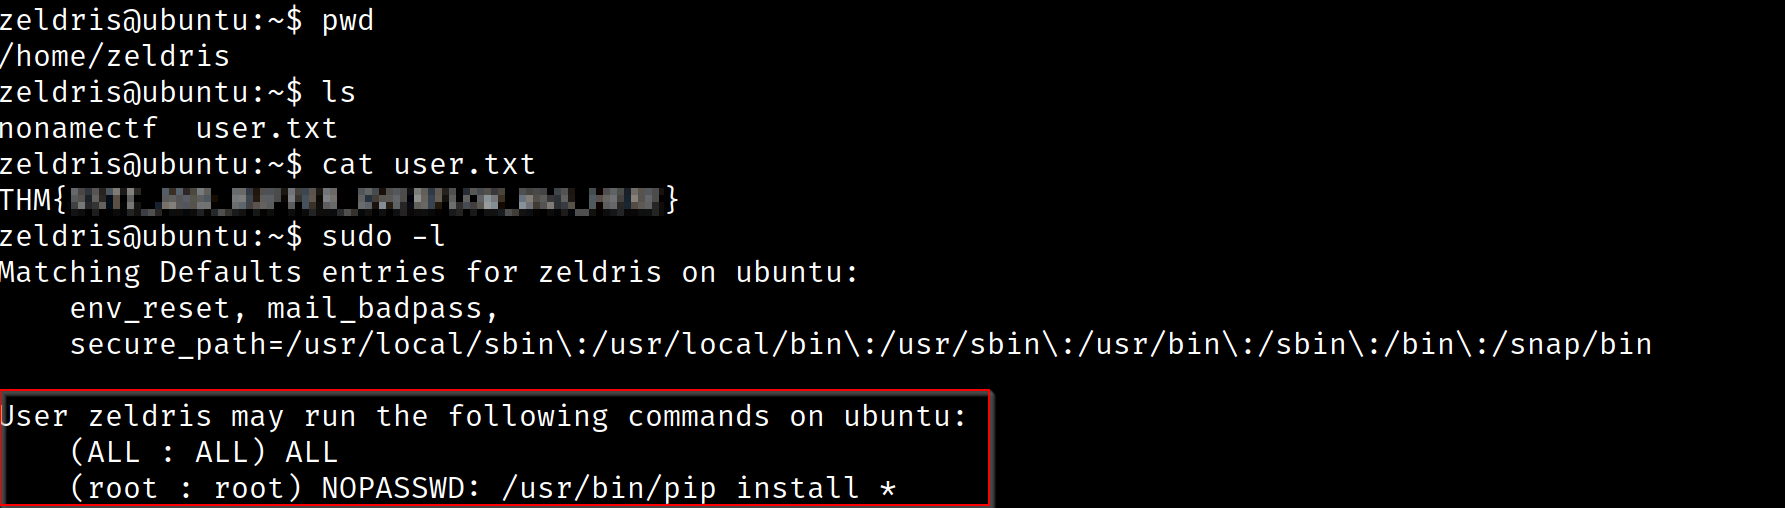 zeldris@ubuntu:~$ pwd
/home/zeldris
zeldris@ubuntu:~$ ls
nonamectf  user.txt
zeldris@ubuntu:~$ cat user.txt
THM{}
zeldris@ubuntu:~$ sudo -l
Matching Defaults entries for zeldris on ubuntu:
    env_reset, mail_badpass,
    secure_path=/usr/local/sbin\:/usr/local/bin\:/usr/sbin\:/usr/bin\:/sbin\:/bin\:/snap/bin
User zeldris may run the following commands on ubuntu:
    (ALL : ALL) ALL
    (root : root) NOPASSWD: /usr/bin/pip install *